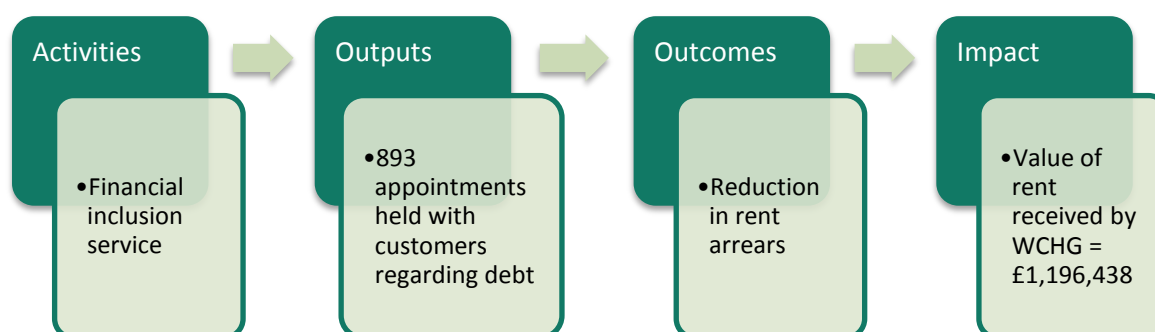 Activities
•Financial
inclusion
service
Outputs
•893
appointments
held with
customers
regarding debt
Outcomes
•Reduction
in rent
arrears
Impact
•Value of
rent
received by
WCHG =
£1,196,438